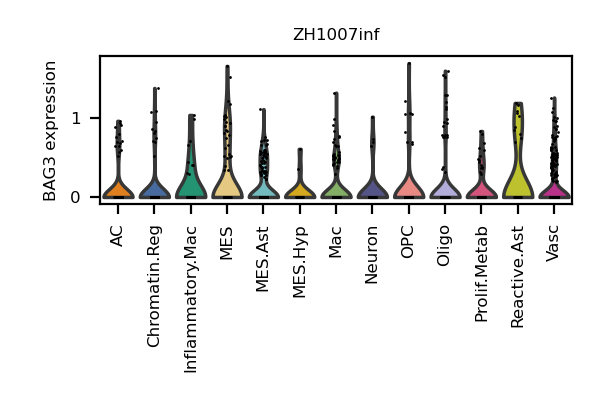 ZH1007inf
BAG3 expression
1
0
AC
Chromatin.Reg
Inflammatory.Mac
MES
MES.Ast
MES.Hyp
Mac
Neuron
OPC
Oligo
Prolif.Metab
Reactive.Ast
Vasc